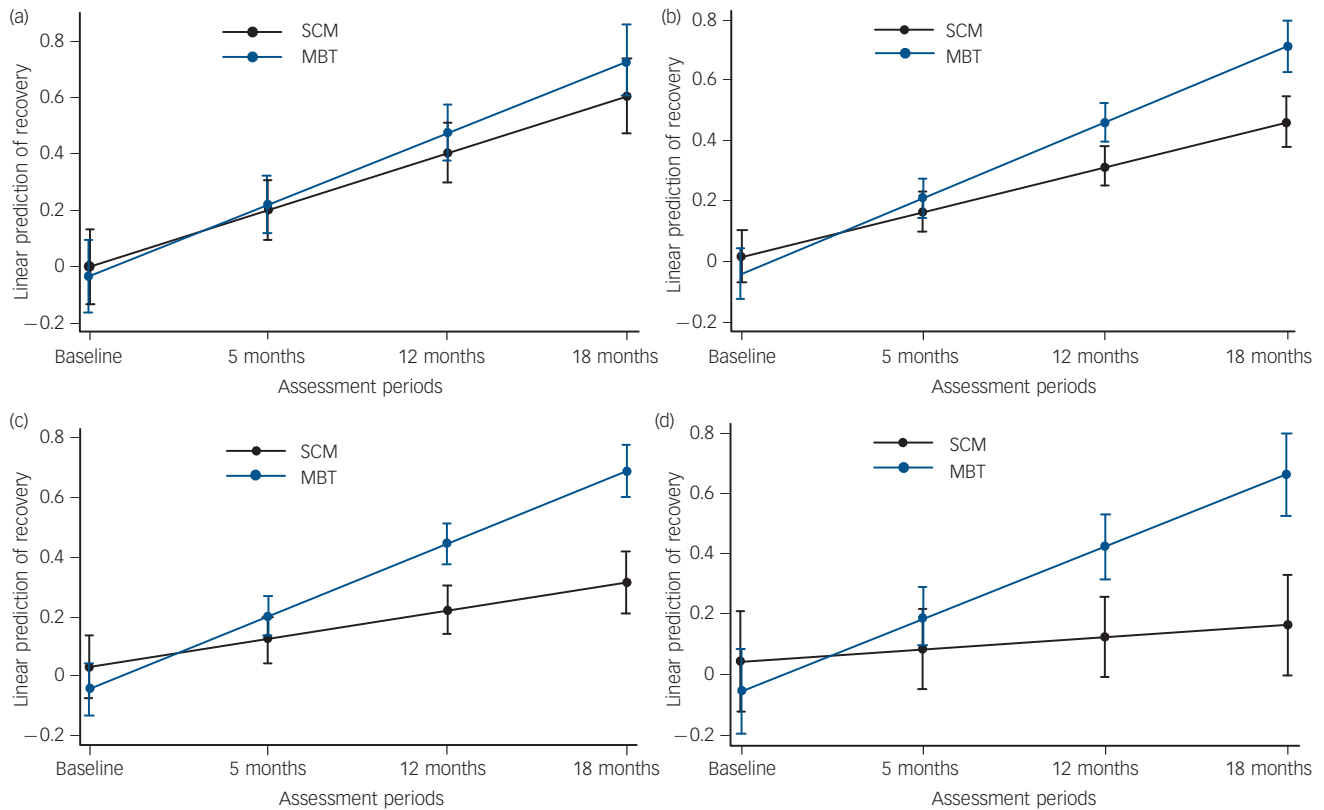 (a)
SCM
MBT
Linear prediction of recovery
0.8
0.6
0.4
0.2
0
−0.2
Baseline 5 months 12 months 18 months
Assessment periods
(b)
SCM
MBT
Linear prediction of recovery
0.8
0.6
0.4
0.2
0
−0.2
Baseline 5 months 12 months 18 months
Assessment periods
(c)
SCM
MBT
Linear prediction of recovery
0.8
0.6
0.4
0.2
0
−0.2
Baseline 5 months 12 months 18 months
Assessment periods
(d)
SCM
MBT
Linear prediction of recovery
0.8
0.6
0.4
0.2
0
−0.2
Baseline 5 months 12 months 18 months
Assessment periods